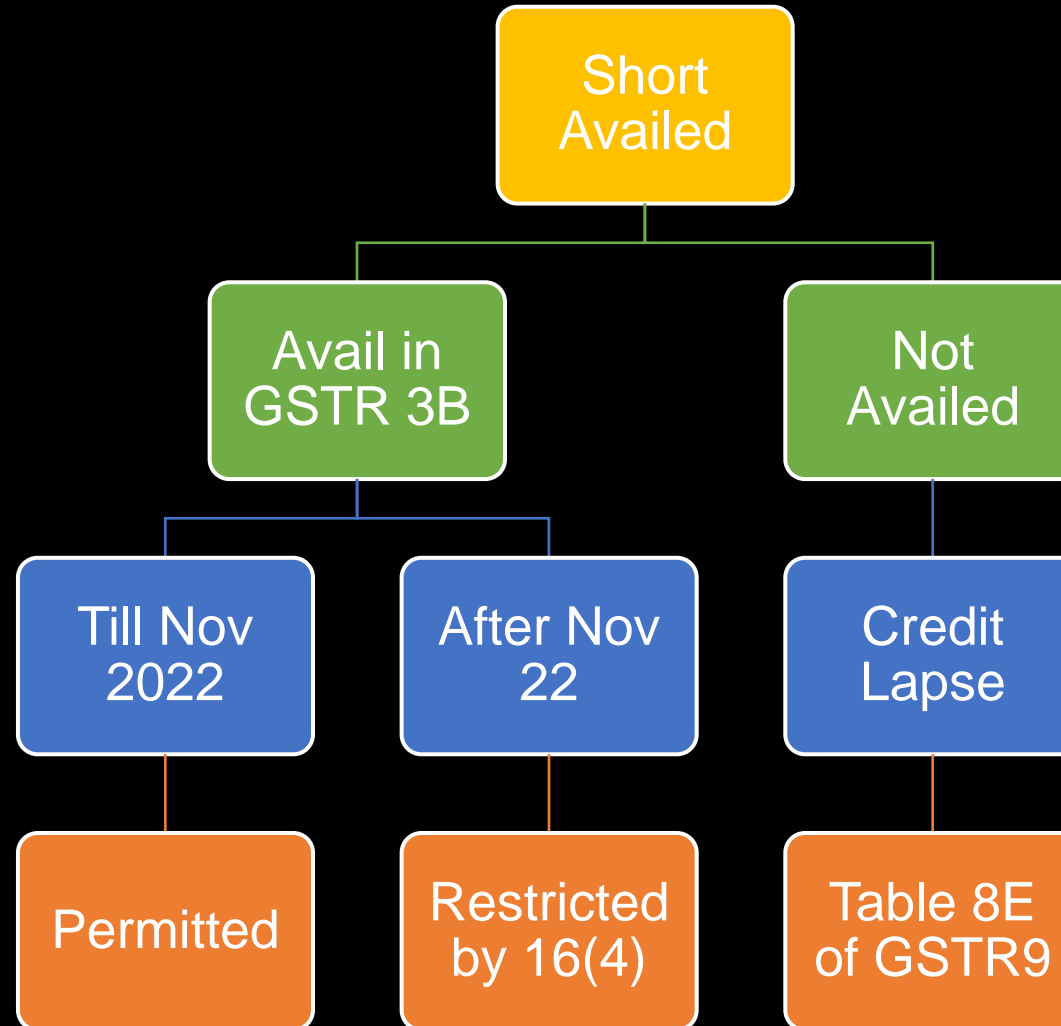 Short
Availed
Avail in
GSTR 3B
Not
Availed
Till Nov
2022
After Nov
22
Credit
Lapse
Permitted
Restricted
by 16(4)
Table 8E
of GSTR9